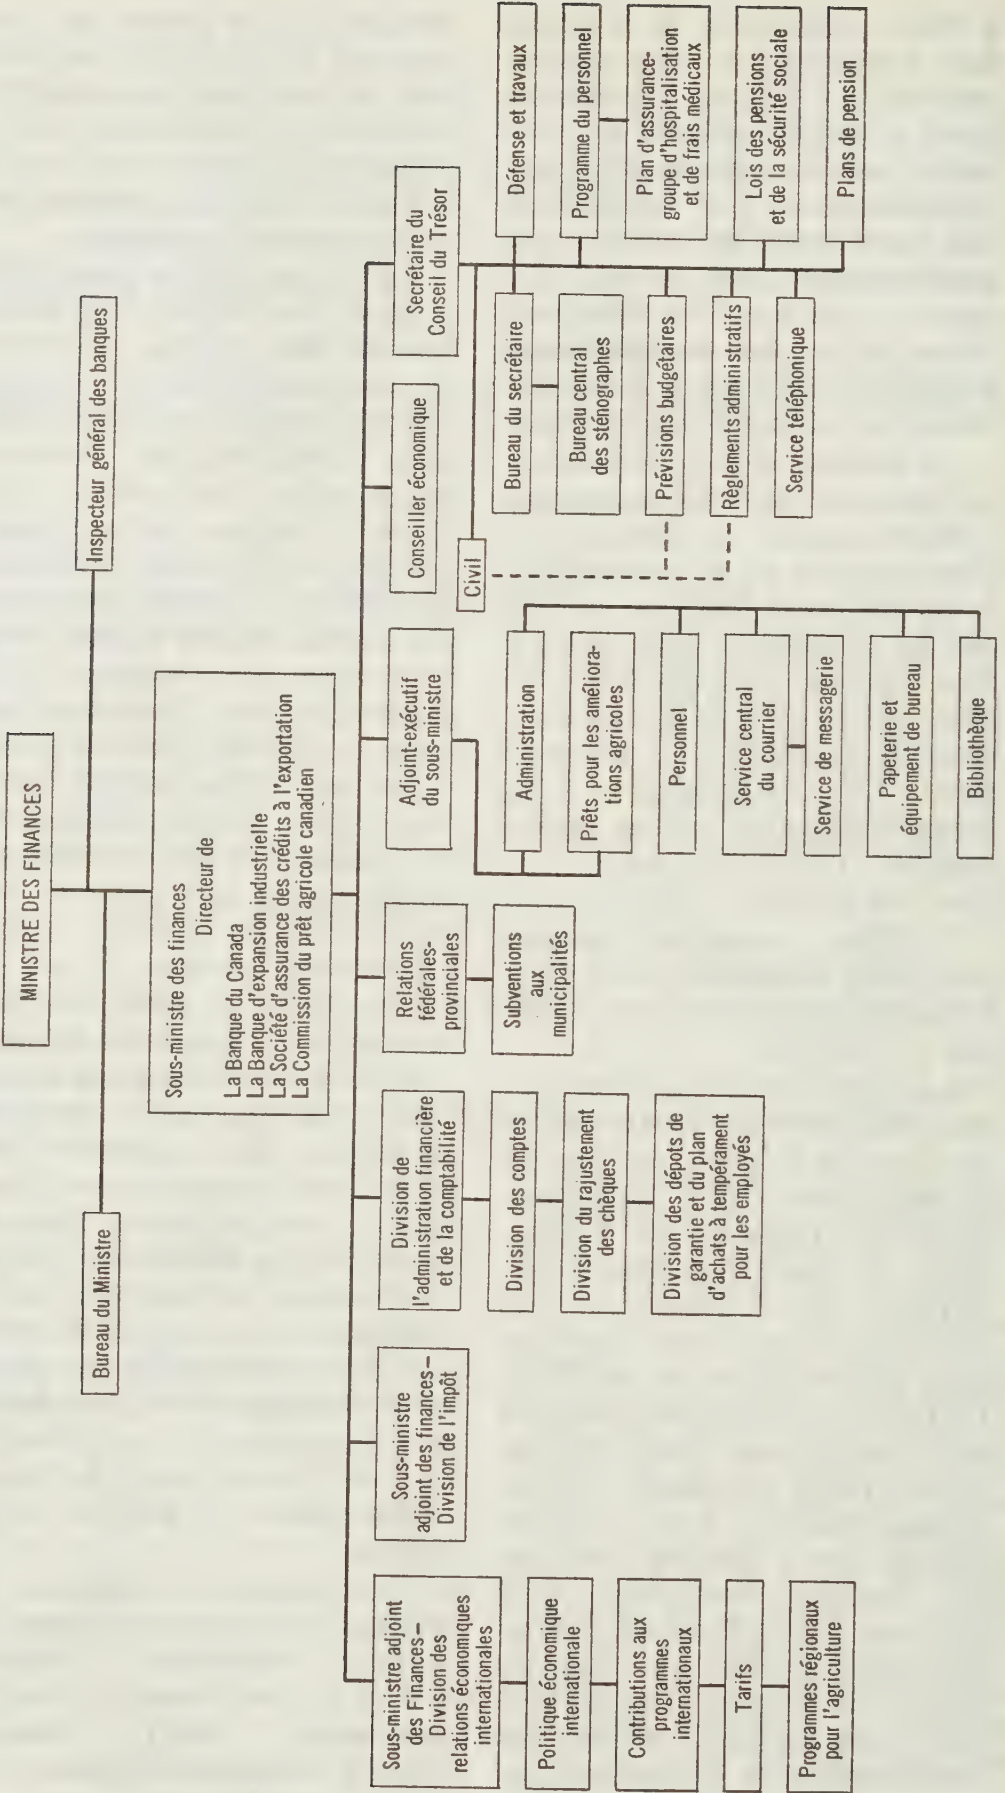 MINISTRE DES FINANCES
Bureau du Ministre
Inspecteur général des banques
Sous-ministre des finances
Directeur de
La Banque du Canada
La Banque d'expansion industrielle
La Société d'assurance des crédits à l'exportation
La Commission du prêt agricole canadien
Sous-ministre adjoint
des Finances—
Division des
relations économiques
internationales
Politique économique
internationale
Contributions aux
programmes
internationaux
Tarifs
Programmes régionaux
pour l'agriculture
Sous-ministre
adjoint des finances—
Division de l'impôt
Division de
l'administration financière
et de la comptabilité
Division des comptes
Division du rajustement
des chèques
Division des dépots de
garantie et du plan
d'achats à tempérament
pour les employés
Relations
fédérales-
provinciales
Subventions
aux
municipalités
Adjoint-exécutif
du sous-ministre
Administration
Prêts pour les améliora-
tions agricoles
Personnel
Service central
du courrier
Service de messagerie
Papeterie et
équipement de bureau
Bibliothèque
Conseiller économique
Secrétaire du
Conseil du Trésor
Civil
Bureau du secrétaire
Bureau central
des sténographes
Prévisions budgétaires
Règlements administratifs
Service téléphonique
Défense et travaux
Programme du personnel
Plan d'assurance-
groupe d'hospitalisation
et de frais médicaux
Lois des pensions
et de la sécurité sociale
Plans de pension